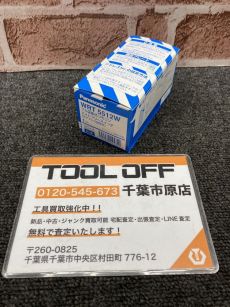 Panasonic
WRT 5512W
TOOL OFF
0120-545-673 千葉市原店
工具買取強化中!!
新品・中古・ジャンク買取可能 宅配査定・出張査定・LINE査定
無料で査定いたします!
〒260-0825
千葉県千葉市中央区村田町 776-12